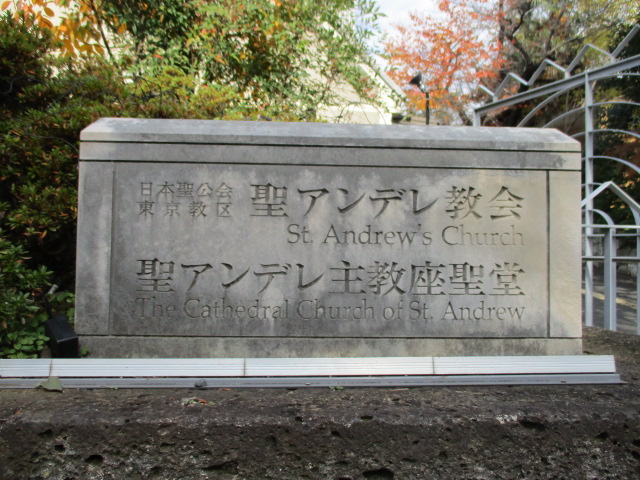 日本聖公会
東京教区
聖アンデレ教会
St. Andrew's Church
聖アンデレ主教座聖堂
The Cathedral Church of St. Andrew